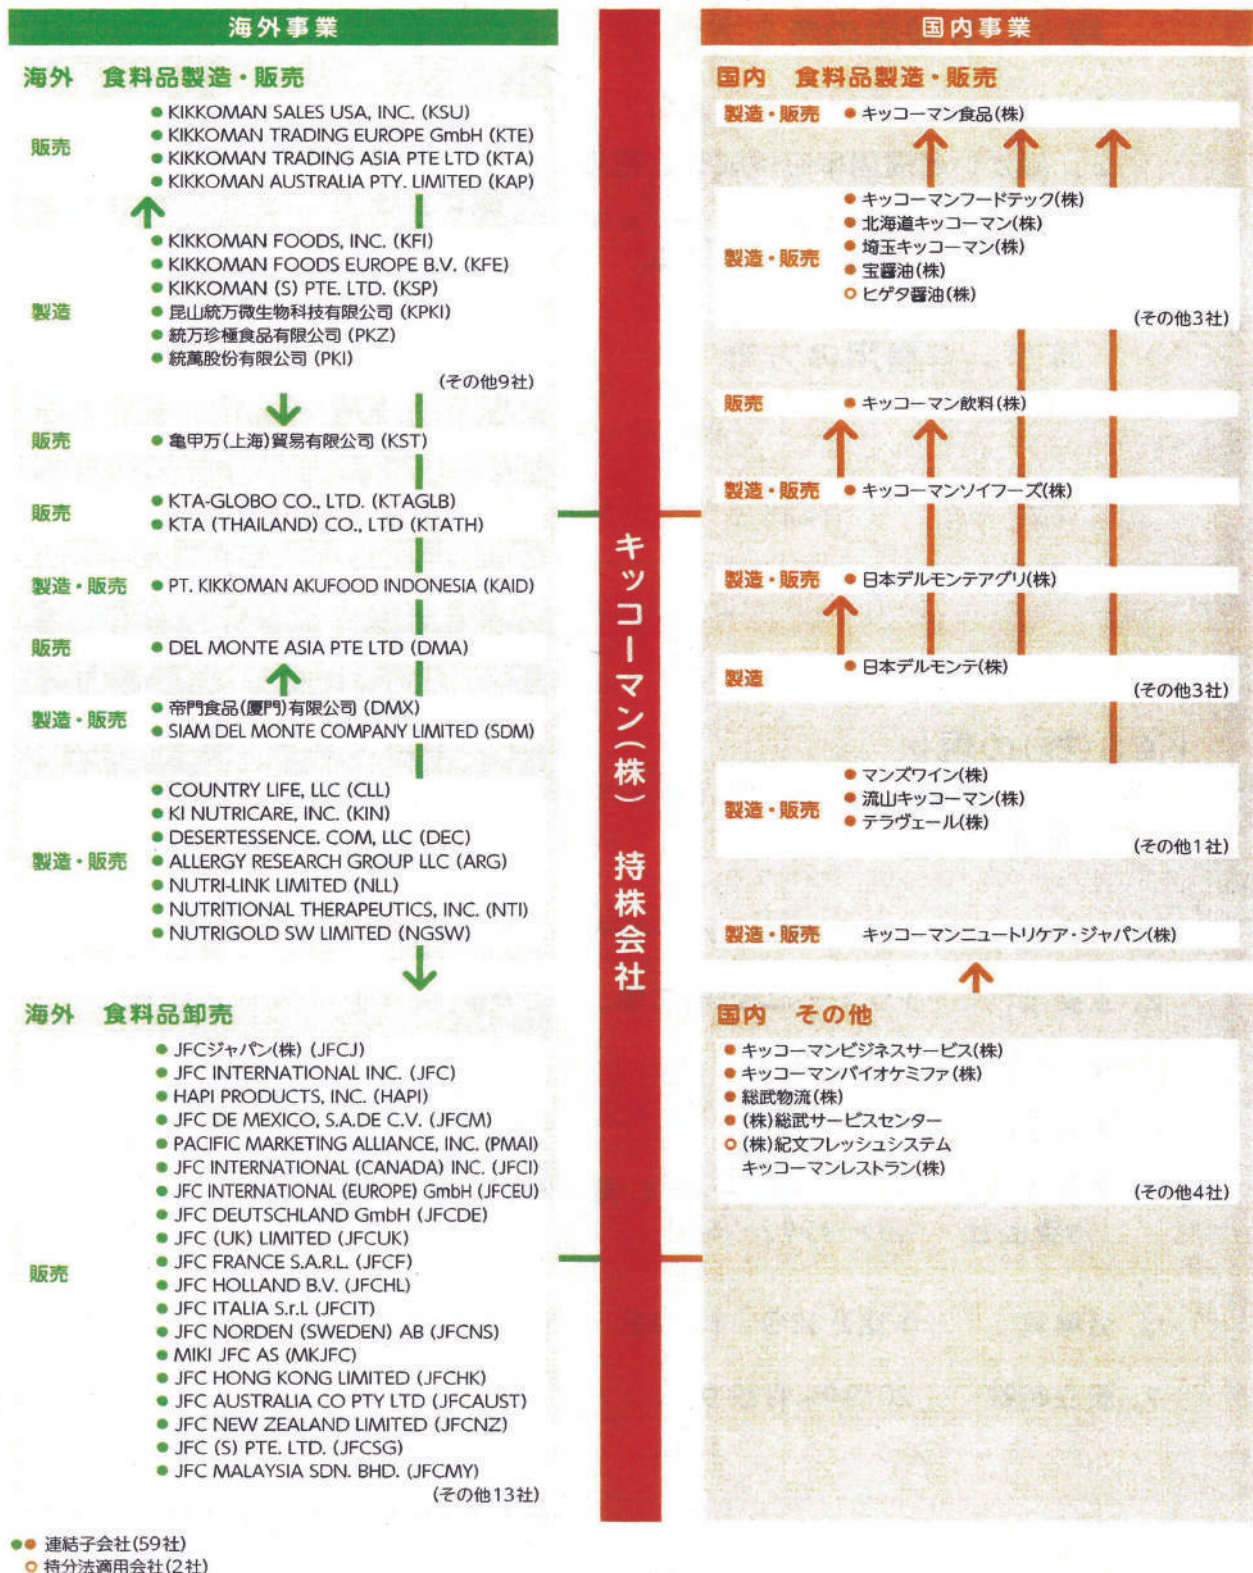 海外事業
海外 食料品製造・販売
販売
● KIKKOMAN SALES USA, INC. (KSU)
● KIKKOMAN TRADING EUROPE GmbH (KTE)
● KIKKOMAN TRADING ASIA PTE LTD (KTA)
● KIKKOMAN AUSTRALIA PTY. LIMITED (KAP)
製造
● KIKKOMAN FOODS, INC. (KFI)
● KIKKOMAN FOODS EUROPE B.V. (KFE)
● KIKKOMAN (S) PTE. LTD. (KSP)
● 昆山統万微生物科技有限公司 (KPKI)
● 統万珍極食品有限公司 (PKZ)
● 統萬股份有限公司 (PKI)
(その他9社)
販売
● 亀甲万(上海)貿易有限公司 (KST)
販売
● KTA-GLOBO CO., LTD. (KTAGLB)
● KTA (THAILAND) CO., LTD (KTATH)
製造・販売
● PT. KIKKOMAN AKUFOOD INDONESIA (KAID)
販売
● DEL MONTE ASIA PTE LTD (DMA)
製造・販売
● 帝門食品(廈門)有限公司 (DMX)
● SIAM DEL MONTE COMPANY LIMITED (SDM)
製造・販売
● COUNTRY LIFE, LLC (CLL)
● KI NUTRICARE, INC. (KIN)
● DESERTESSENCE. COM, LLC (DEC)
● ALLERGY RESEARCH GROUP LLC (ARG)
● NUTRI-LINK LIMITED (NLL)
● NUTRITIONAL THERAPEUTICS, INC. (NTI)
● NUTRIGOLD SW LIMITED (NGSW)
海外 食料品卸売
販売
● JFCジャパン(株) (JFCJ)
● JFC INTERNATIONAL INC. (JFC)
● HAPI PRODUCTS, INC. (HAPI)
● JFC DE MEXICO, S.A.DE C.V. (JFCM)
● PACIFIC MARKETING ALLIANCE, INC. (PMAI)
● JFC INTERNATIONAL (CANADA) INC. (JFCI)
● JFC INTERNATIONAL (EUROPE) GmbH (JFCEU)
● JFC DEUTSCHLAND GmbH (JFCDE)
● JFC (UK) LIMITED (JFCUK)
● JFC FRANCE S.A.R.L. (JFCF)
● JFC HOLLAND B.V. (JFCHL)
● JFC ITALIA S.r.L (JFCIT)
● JFC NORDEN (SWEDEN) AB (JFCNS)
● MIKI JFC AS (MKJFC)
● JFC HONG KONG LIMITED (JFCHK)
● JFC AUSTRALIA CO PTY LTD (JFCAUST)
● JFC NEW ZEALAND LIMITED (JFCNZ)
● JFC (S) PTE. LTD. (JFCSG)
● JFC MALAYSIA SDN. BHD. (JFCMY)
(その他13社)
キッコーマン(株) 持株会社
国内事業
国内 食料品製造・販売
製造・販売 ● キッコーマン食品(株)
製造・販売
● キッコーマンフードテック(株)
● 北海道キッコーマン(株)
● 埼玉キッコーマン(株)
● 宝醤油(株)
○ ヒゲタ醤油(株)
(その他3社)
販売 ● キッコーマン飲料(株)
製造・販売 ● キッコーマンソイフーズ(株)
製造・販売 ● 日本デルモンテアグリ(株)
製造 ● 日本デルモンテ(株)
(その他3社)
製造・販売
● マンズワイン(株)
● 流山キッコーマン(株)
● テラヴェール(株)
(その他1社)
製造・販売 キッコーマンニュートリケア・ジャパン(株)
国内 その他
● キッコーマンビジネスサービス(株)
● キッコーマンバイオケミファ(株)
● 総武物流(株)
● (株)総武サービスセンター
○ (株)紀文フレッシュシステム
キッコーマンレストラン(株)
(その他4社)
●● 連結子会社(59社)
○ 持分法適用会社(2社)